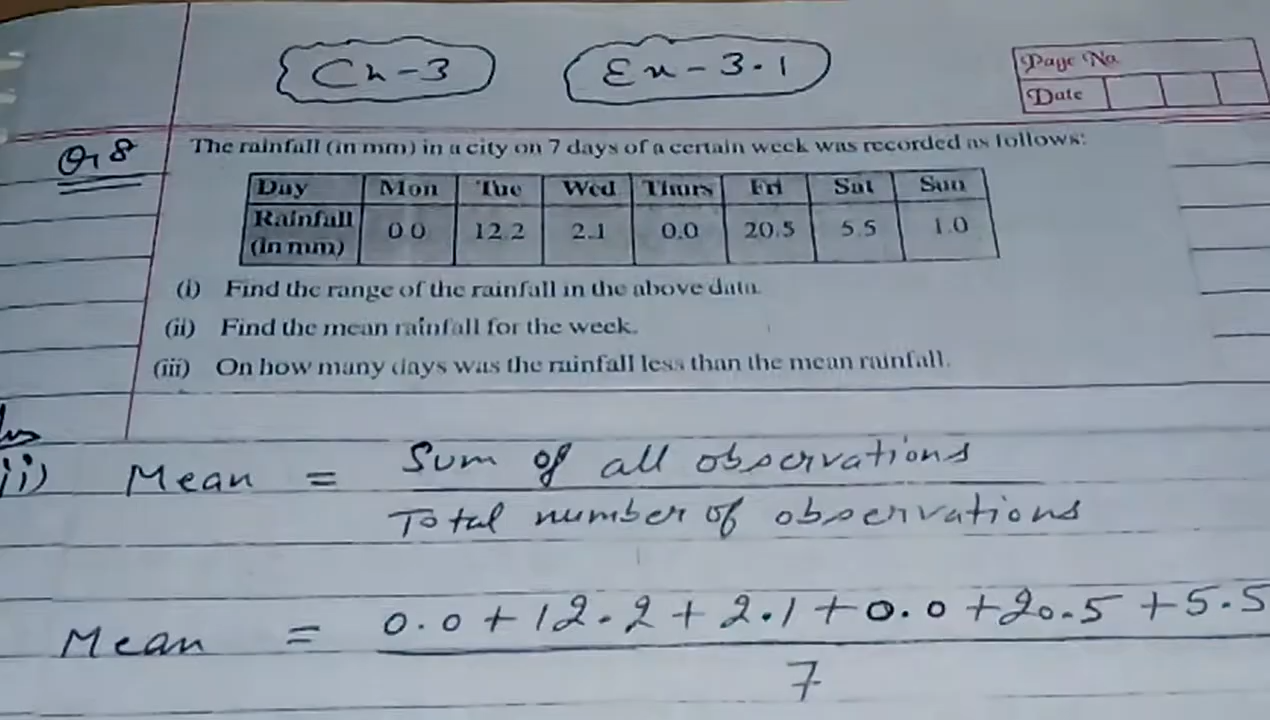 Ch-3
Ex-3.1
Page No.
Date
Q.8
The rainfall (in mm) in a city on 7 days of a certain week was recorded as follows:
Day Mon Tue Wed Thurs Fri Sat Sun
Rainfall (in mm) 0.0 12.2 2.1 0.0 20.5 5.5 1.0
(i) Find the range of the rainfall in the above data.
(ii) Find the mean rainfall for the week.
(iii) On how many days was the rainfall less than the mean rainfall.
ii) Mean = Sum of all observations
Total number of observations
Mean = 0.0 + 12.2 + 2.1 + 0.0 + 20.5 + 5.5
7